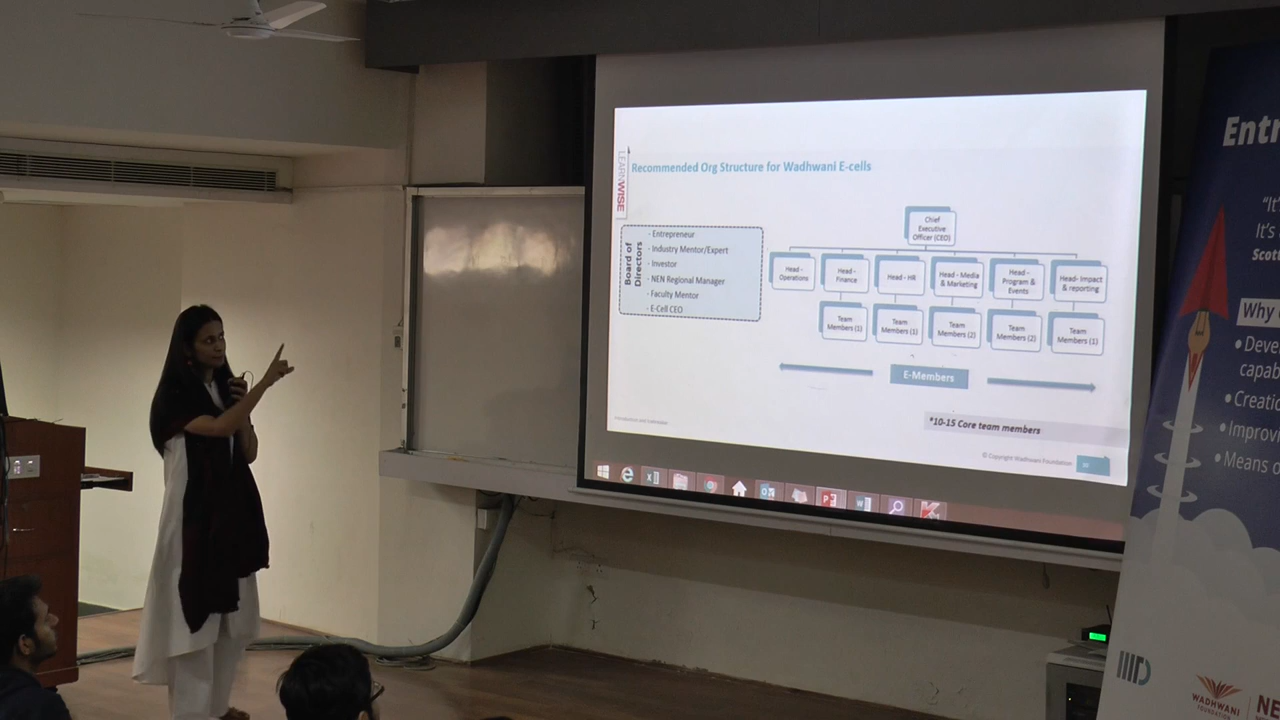 LEARNWISE
Recommended Org Structure for Wadhwani E-cells
Board of
Directors
- Entrepreneur
- Industry Mentor/Expert
- Investor
- NEN Regional Manager
- Faculty Mentor
- E-Cell CEO
Chief
Executive
Officer (CEO)
Head -
Operations
Head -
Finance
Head - HR
Head - Media
& Marketing
Head -
Program &
Events
Head- Impact
& reporting
Team
Members (1)
Team
Members (1)
Team
Members (2)
Team
Members (2)
Team
Members (1)
E-Members
*10-15 Core team members
© Copyright Wadhwani Foundation
Entr
"It'
It's
Scott
Why
• Deve
capab
• Creatio
• Improvi
• Means o
IIID
WADHWANI
FOUNDATION
NE